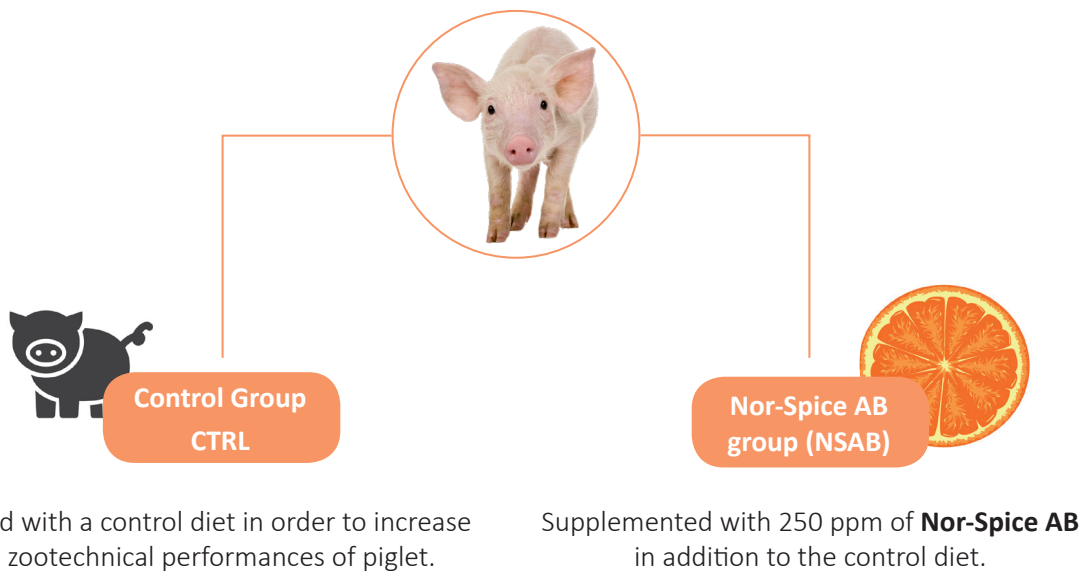 Control Group
CTRL
Nor-Spice AB
group (NSAB)
d with a control diet in order to increase
zootechnical performances of piglet.
Supplemented with 250 ppm of Nor-Spice AB
in addition to the control diet.